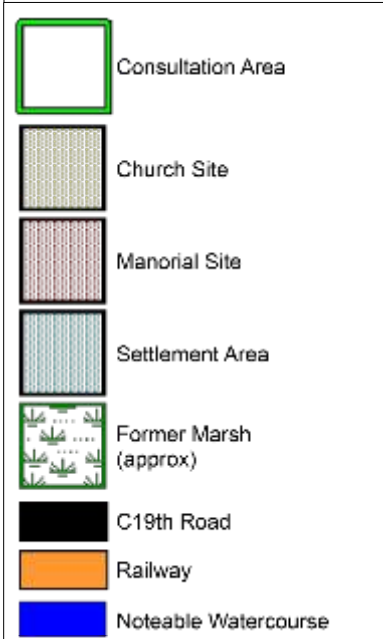 Consultation Area
Church Site
Manorial Site
Settlement Area
Former Marsh
(approx)
C19th Road
Railway
Noteable Watercourse